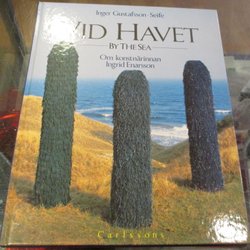 Inger Gustafsson-Seife
VID HAVET
BY THE SEA
Om konstnärinnan
Ingrid Enarsson
Carlssons